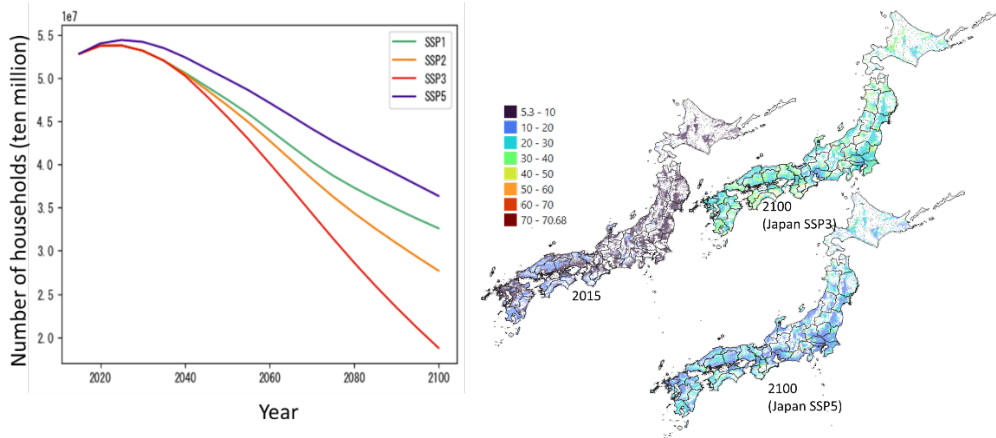 1e7
5.5
5.0
4.5
4.0
3.5
3.0
2.5
2.0
Number of households (ten million)
2020
2040
2060
2080
2100
Year
SSP1
SSP2
SSP3
SSP5
5.3 - 10
10 - 20
20 - 30
30 - 40
40 - 50
50 - 60
60 - 70
70 - 70.68
2015
2100
(Japan SSP3)
2100
(Japan SSP5)